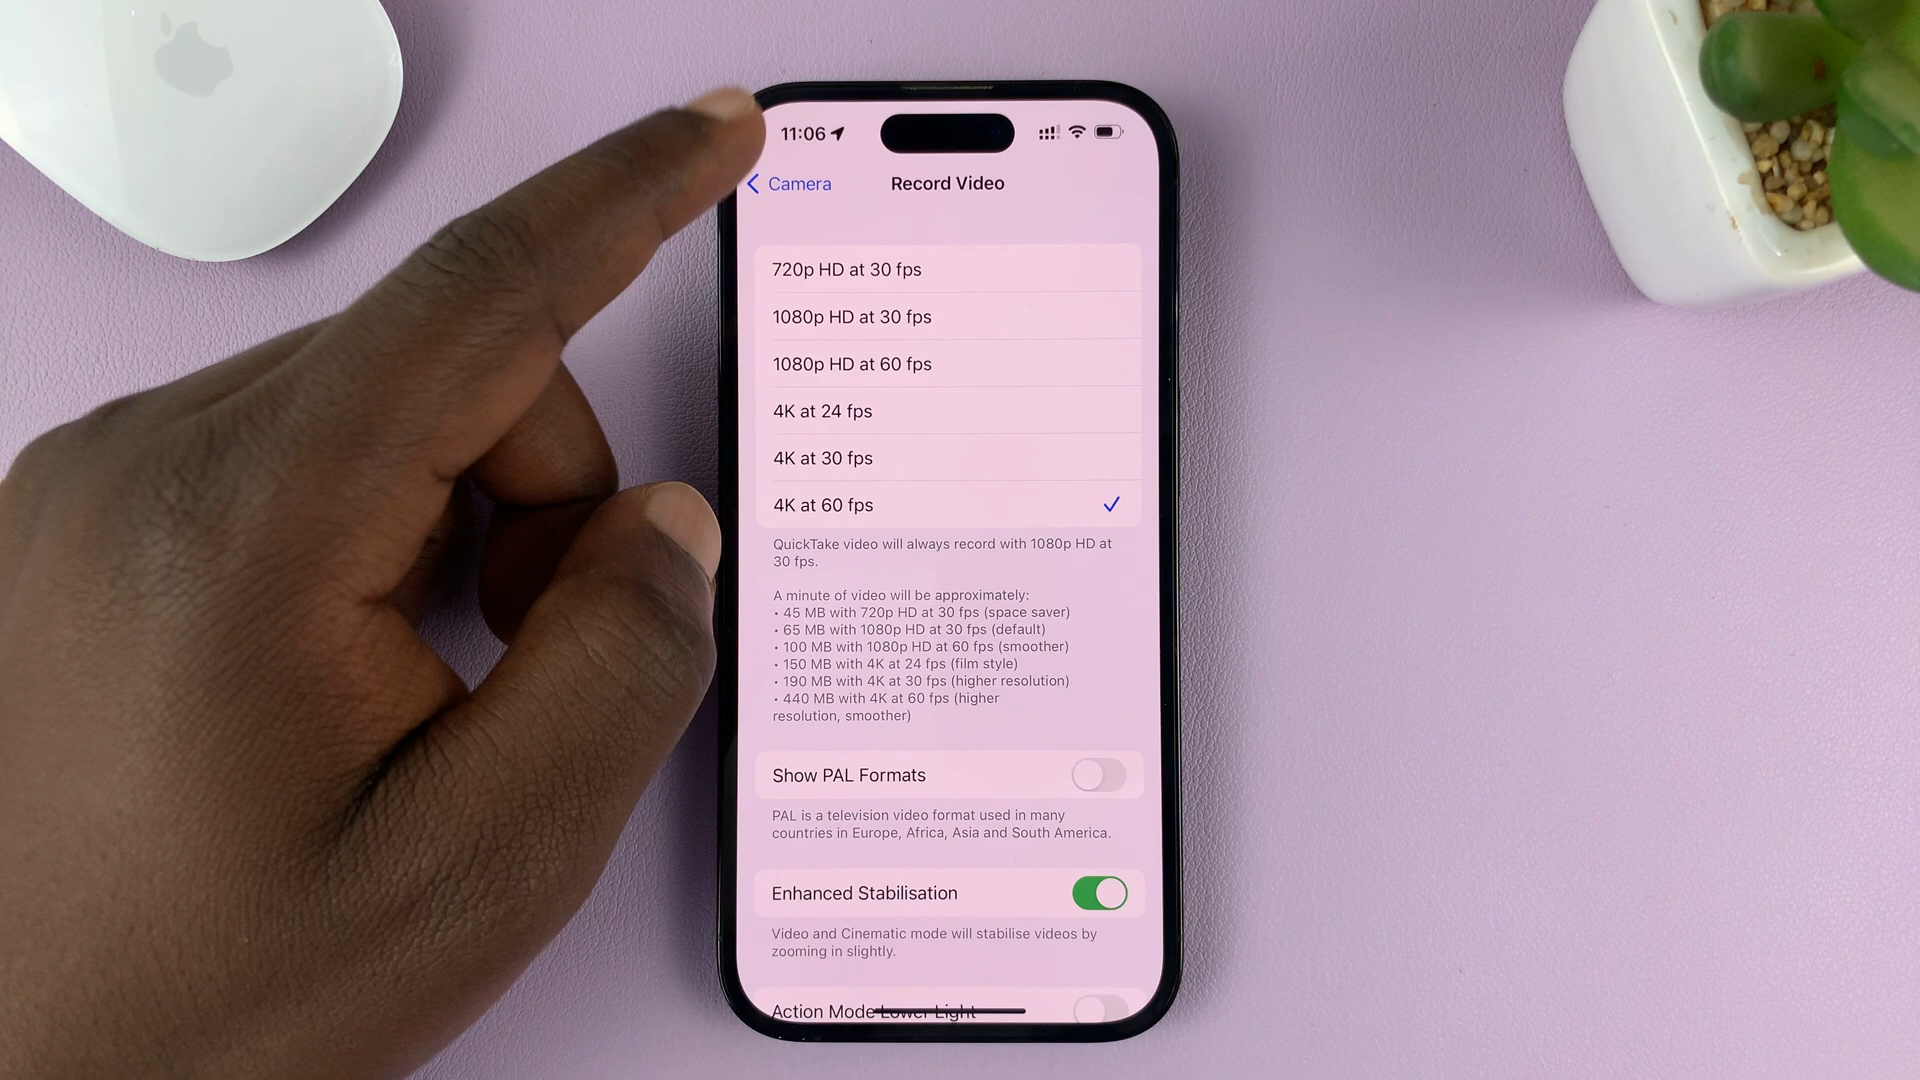 11:06
Camera
Record Video
720p HD at 30 fps
1080p HD at 30 fps
1080p HD at 60 fps
4K at 24 fps
4K at 30 fps
4K at 60 fps
QuickTake video will always record with 1080p HD at
30 fps.
A minute of video will be approximately:
• 45 MB with 720p HD at 30 fps (space saver)
• 65 MB with 1080p HD at 30 fps (default)
• 100 MB with 1080p HD at 60 fps (smoother)
• 150 MB with 4K at 24 fps (film style)
• 190 MB with 4K at 30 fps (higher resolution)
• 440 MB with 4K at 60 fps (higher
resolution, smoother)
Show PAL Formats
PAL is a television video format used in many
countries in Europe, Africa, Asia and South America.
Enhanced Stabilisation
Video and Cinematic mode will stabilise videos by
zooming in slightly.
Action Mode Lower Light